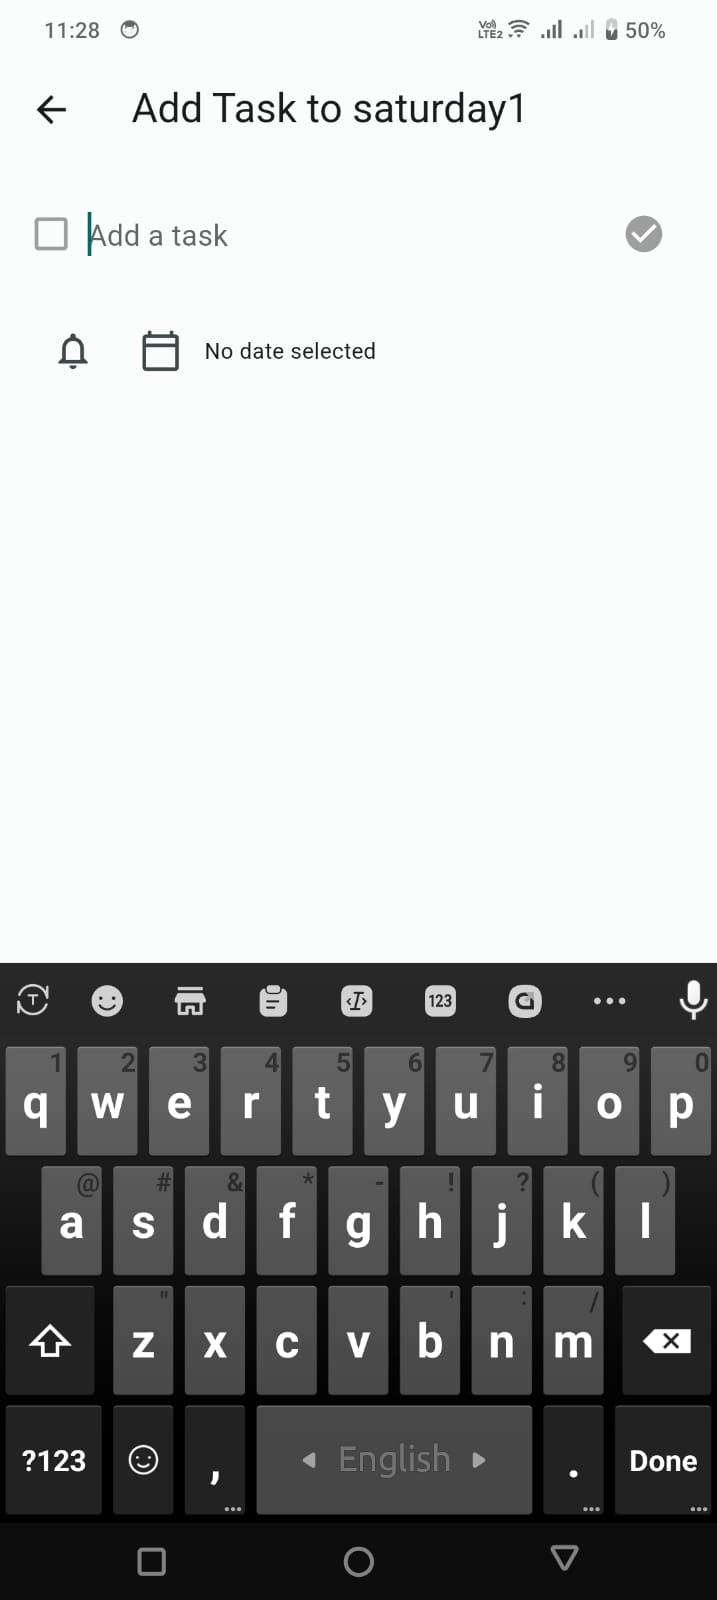 11:28 Vo) LTE2 50%
Add Task to saturday1
Add a task
No date selected
T 123 G
1 2 3 4 5 6 7 8 9 0
q w e r t y u i o p
@ # & * - ! ? ( )
a s d f g h j k l
" ' : /
z x c v b n m
?123 , English . Done